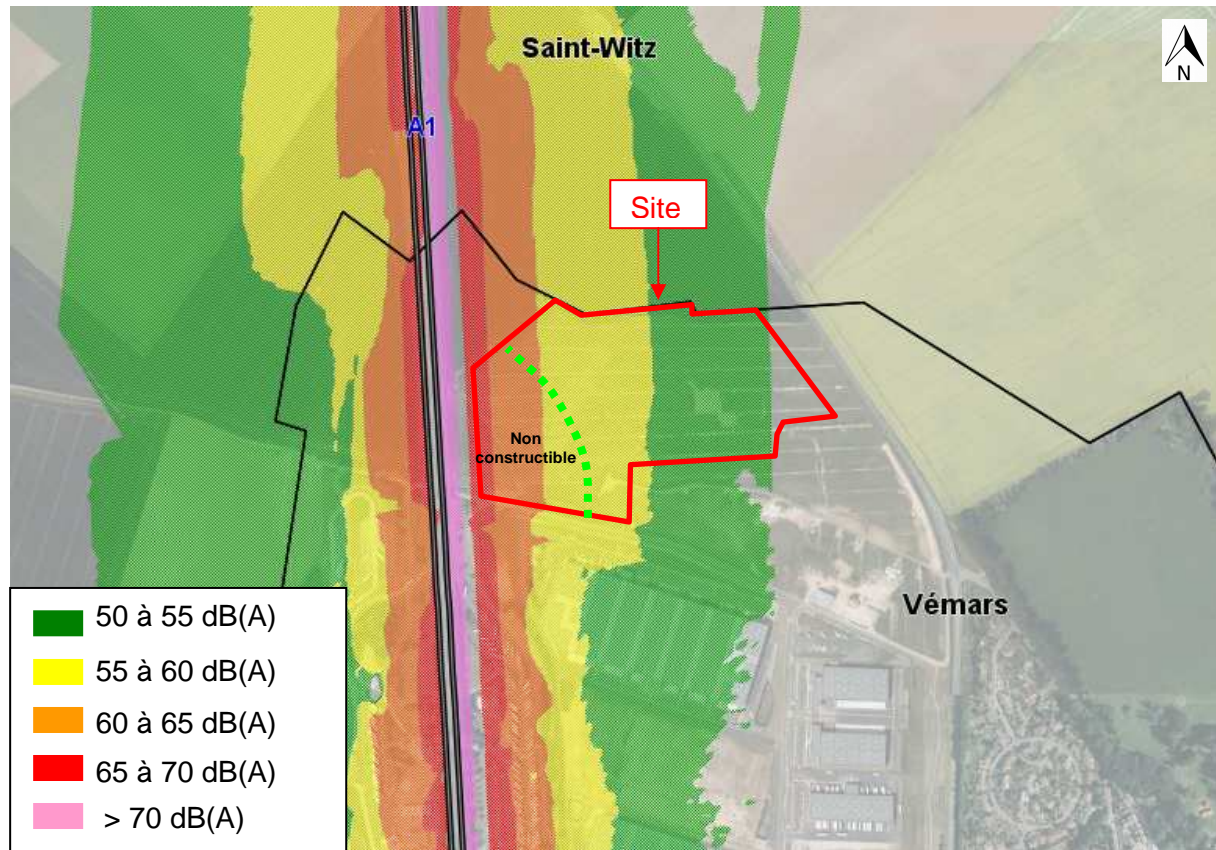 Saint-Witz
N
A1
Site
Non
constructible
Vémars
50 à 55 dB(A)
55 à 60 dB(A)
60 à 65 dB(A)
65 à 70 dB(A)
> 70 dB(A)